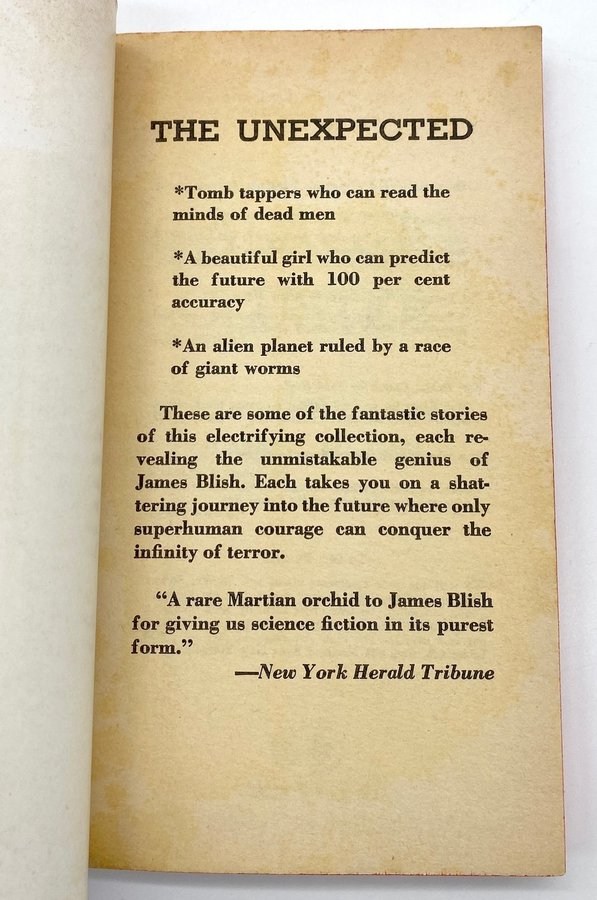 THE UNEXPECTED
*Tomb tappers who can read the
minds of dead men
*A beautiful girl who can predict
the future with 100 per cent
accuracy
*An alien planet ruled by a race
of giant worms
These are some of the fantastic stories
of this electrifying collection, each re-
vealing the unmistakable genius of
James Blish. Each takes you on a shat-
tering journey into the future where only
superhuman courage can conquer the
infinity of terror.
“A rare Martian orchid to James Blish
for giving us science fiction in its purest
form.”
—New York Herald Tribune